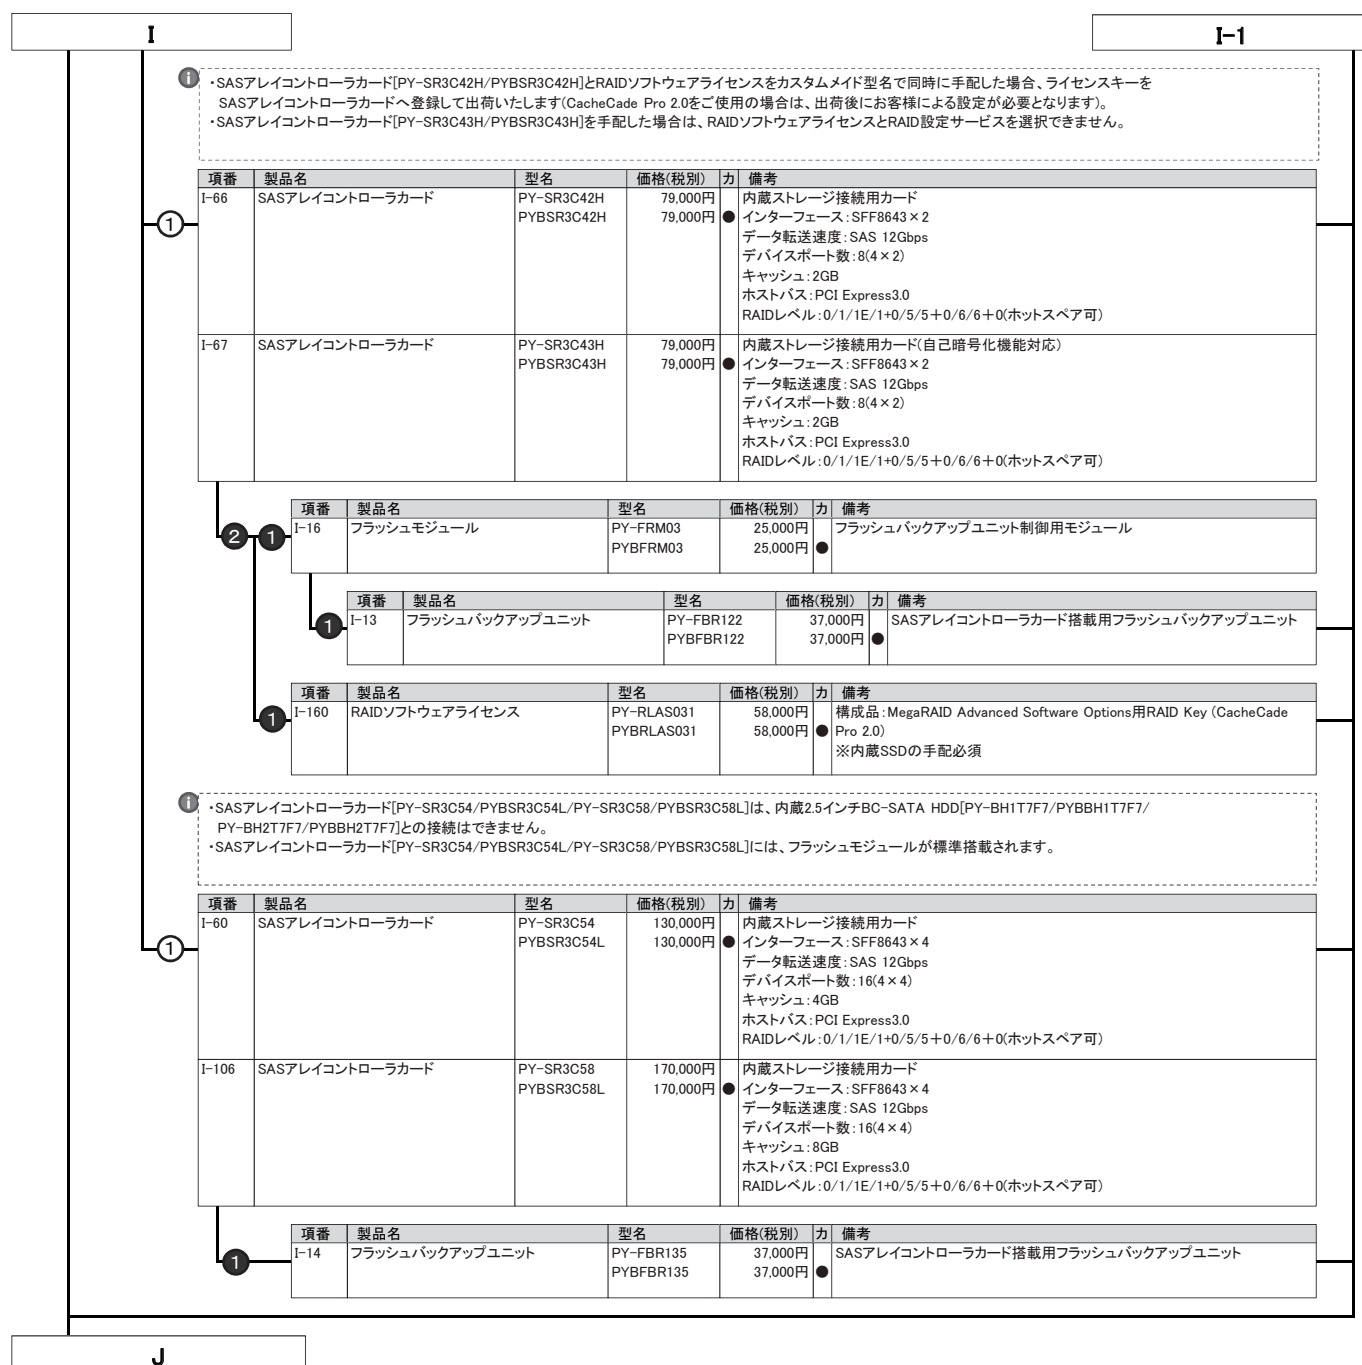 I
I-1
i
・SASアレイコントローラカード[PY-SR3C42H/PYBSR3C42H]とRAIDソフトウェアライセンスをカスタムメイド型名で同時に手配した場合、ライセンスキーを
SASアレイコントローラカードへ登録して出荷いたします(CacheCade Pro 2.0をご使用の場合は、出荷後にお客様による設定が必要となります)。
・SASアレイコントローラカード[PY-SR3C43H/PYBSR3C43H]を手配した場合は、RAIDソフトウェアライセンスとRAID設定サービスを選択できません。
項番 製品名 型名 価格(税別) カ 備考
I-66 SASアレイコントローラカード PY-SR3C42H 79,000円 内蔵ストレージ接続用カード
PYBSR3C42H 79,000円 ● インターフェース:SFF8643×2
① データ転送速度:SAS 12Gbps
デバイスポート数:8(4×2)
キャッシュ:2GB
ホストバス:PCI Express3.0
RAIDレベル:0/1/1E/1+0/5/5+0/6/6+0(ホットスペア可)
I-67 SASアレイコントローラカード PY-SR3C43H 79,000円 内蔵ストレージ接続用カード(自己暗号化機能対応)
PYBSR3C43H 79,000円 ● インターフェース:SFF8643×2
データ転送速度:SAS 12Gbps
デバイスポート数:8(4×2)
キャッシュ:2GB
ホストバス:PCI Express3.0
RAIDレベル:0/1/1E/1+0/5/5+0/6/6+0(ホットスペア可)
項番 製品名 型名 価格(税別) カ 備考
❷ ❶ I-16 フラッシュモジュール PY-FRM03 25,000円 フラッシュバックアップユニット制御用モジュール
PYBFRM03 25,000円 ●
項番 製品名 型名 価格(税別) カ 備考
❶ I-13 フラッシュバックアップユニット PY-FBR122 37,000円 SASアレイコントローラカード搭載用フラッシュバックアップユニット
PYBFBR122 37,000円 ●
項番 製品名 型名 価格(税別) カ 備考
❶ I-160 RAIDソフトウェアライセンス PY-RLAS031 58,000円 構成品:MegaRAID Advanced Software Options用RAID Key (CacheCade
PYBRLAS031 58,000円 ● Pro 2.0)
※内蔵SSDの手配必須
i
・SASアレイコントローラカード[PY-SR3C54/PYBSR3C54L/PY-SR3C58/PYBSR3C58L]は、内蔵2.5インチBC-SATA HDD[PY-BH1T7F7/PYBBH1T7F7/
PY-BH2T7F7/PYBBH2T7F7]との接続はできません。
・SASアレイコントローラカード[PY-SR3C54/PYBSR3C54L/PY-SR3C58/PYBSR3C58L]には、フラッシュモジュールが標準搭載されます。
項番 製品名 型名 価格(税別) カ 備考
I-60 SASアレイコントローラカード PY-SR3C54 130,000円 内蔵ストレージ接続用カード
① PYBSR3C54L 130,000円 ● インターフェース:SFF8643×4
データ転送速度:SAS 12Gbps
デバイスポート数:16(4×4)
キャッシュ:4GB
ホストバス:PCI Express3.0
RAIDレベル:0/1/1E/1+0/5/5+0/6/6+0(ホットスペア可)
I-106 SASアレイコントローラカード PY-SR3C58 170,000円 内蔵ストレージ接続用カード
PYBSR3C58L 170,000円 ● インターフェース:SFF8643×4
データ転送速度:SAS 12Gbps
デバイスポート数:16(4×4)
キャッシュ:8GB
ホストバス:PCI Express3.0
RAIDレベル:0/1/1E/1+0/5/5+0/6/6+0(ホットスペア可)
項番 製品名 型名 価格(税別) カ 備考
❶ I-14 フラッシュバックアップユニット PY-FBR135 37,000円 SASアレイコントローラカード搭載用フラッシュバックアップユニット
PYBFBR135 37,000円 ●
J